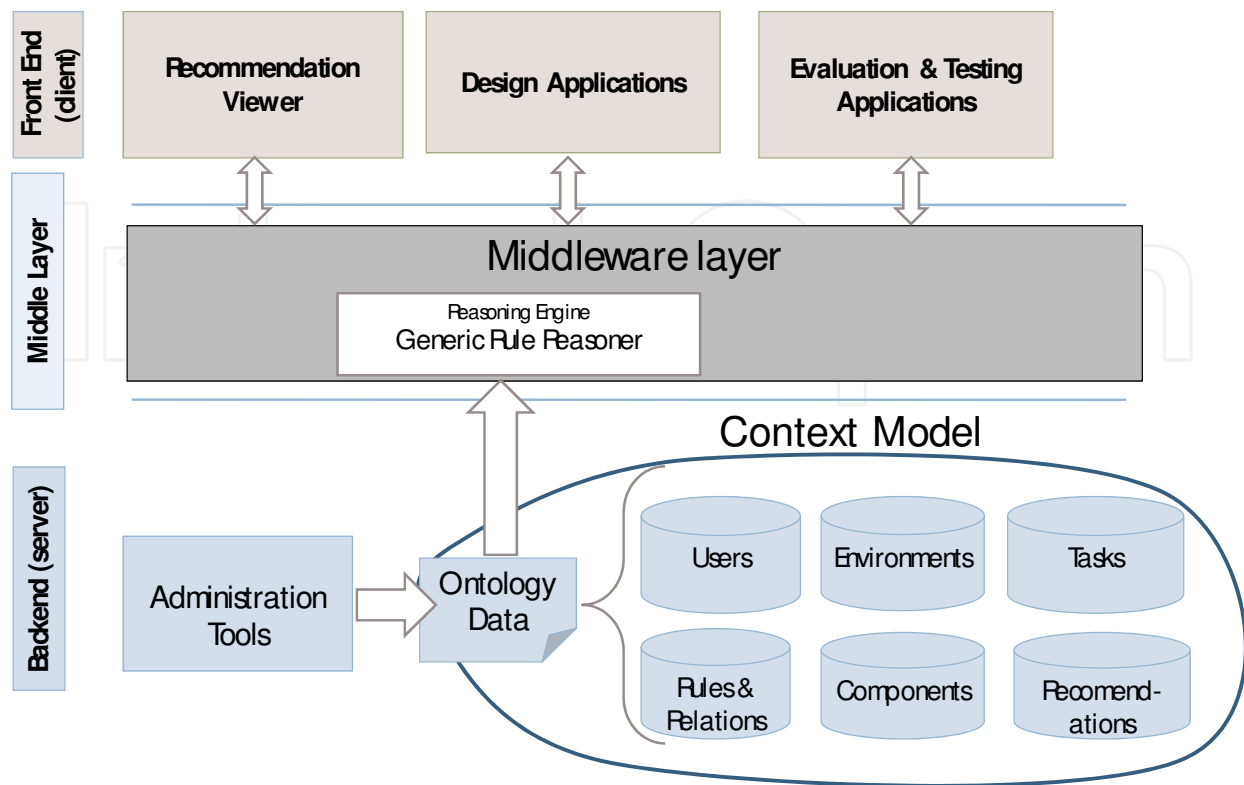 Front End
(client)
Recommendation
Viewer
Design Applications
Evaluation & Testing
Applications
Middle Layer
Middleware layer
Reasoning Engine
Generic Rule Reasoner
Context Model
Backend (server)
Administration
Tools
Ontology
Data
Users
Environments
Tasks
Rules &
Relations
Components
Recomend-
ations